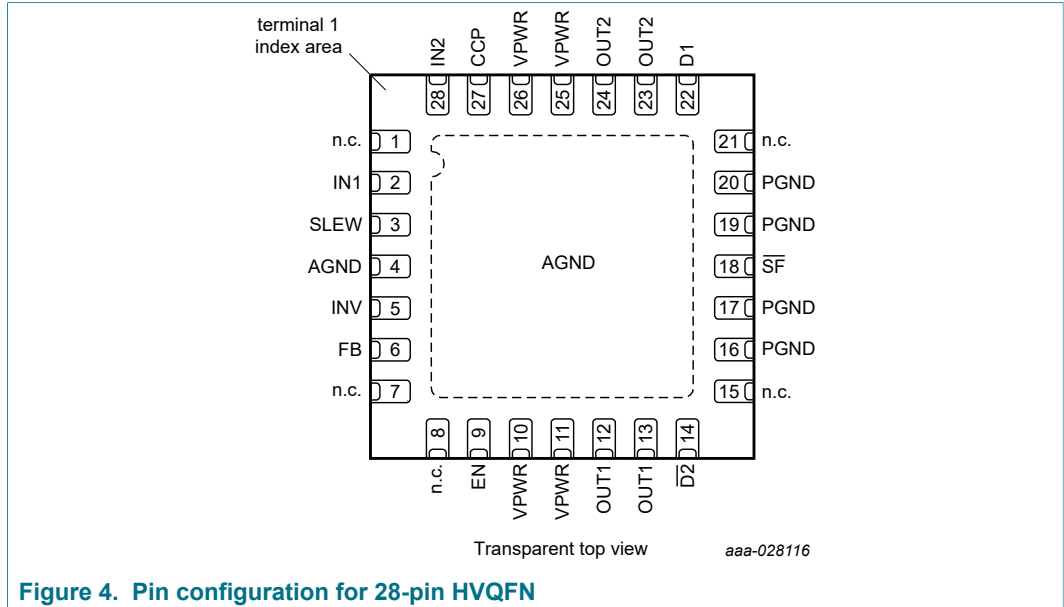 terminal 1
index area
IN2
CCP
VPWR
VPWR
OUT2
OUT2
D1
28
27
26
25
24
23
22
n.c. 1
21 n.c.
IN1 2
20 PGND
SLEW 3
19 PGND
AGND 4
AGND
18 S̅F̅
INV 5
17 PGND
FB 6
16 PGND
n.c. 7
15 n.c.
8
9
10
11
12
13
14
n.c.
EN
VPWR
VPWR
OUT1
OUT1
D̅2̅
Transparent top view
aaa-028116
Figure 4. Pin configuration for 28-pin HVQFN